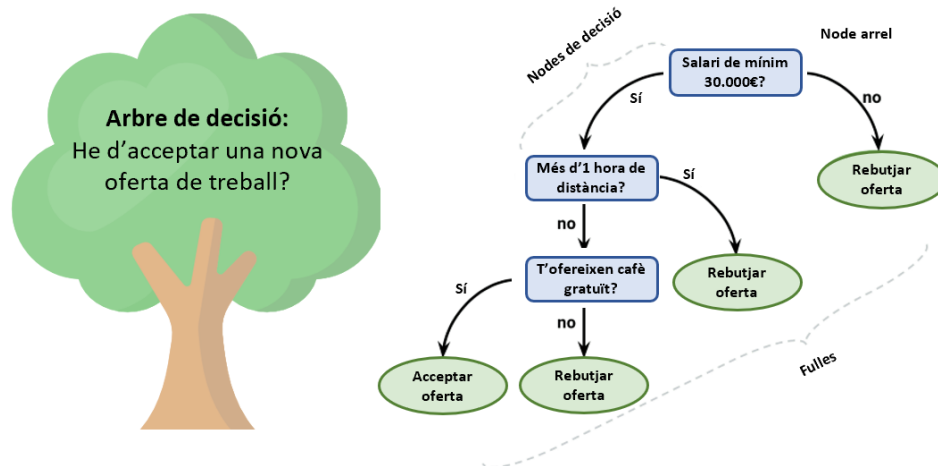 Arbre de decisió:
He d'acceptar una nova
oferta de treball?
Nodes de decisió
Node arrel
Salari de mínim
30.000€?
Sí
no
Més d'1 hora de
distància?
Sí
Rebutjar
oferta
no
T'ofereixen cafè
gratuït?
Rebutjar
oferta
Sí
no
Acceptar
oferta
Rebutjar
oferta
Fulles